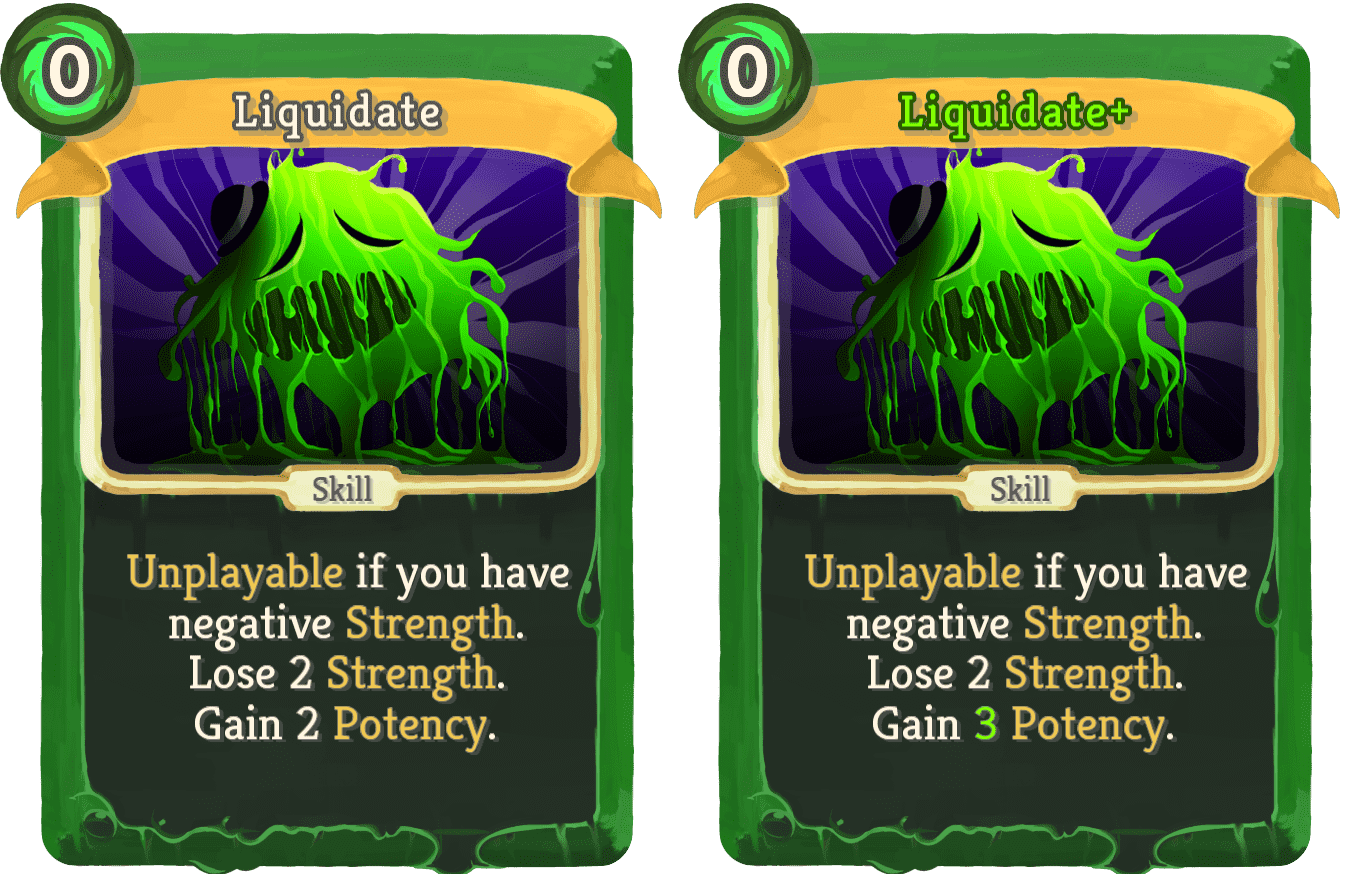 0
Liquidate
Skill
Unplayable if you have
negative Strength.
Lose 2 Strength.
Gain 2 Potency.
0
Liquidate+
Skill
Unplayable if you have
negative Strength.
Lose 2 Strength.
Gain 3 Potency.